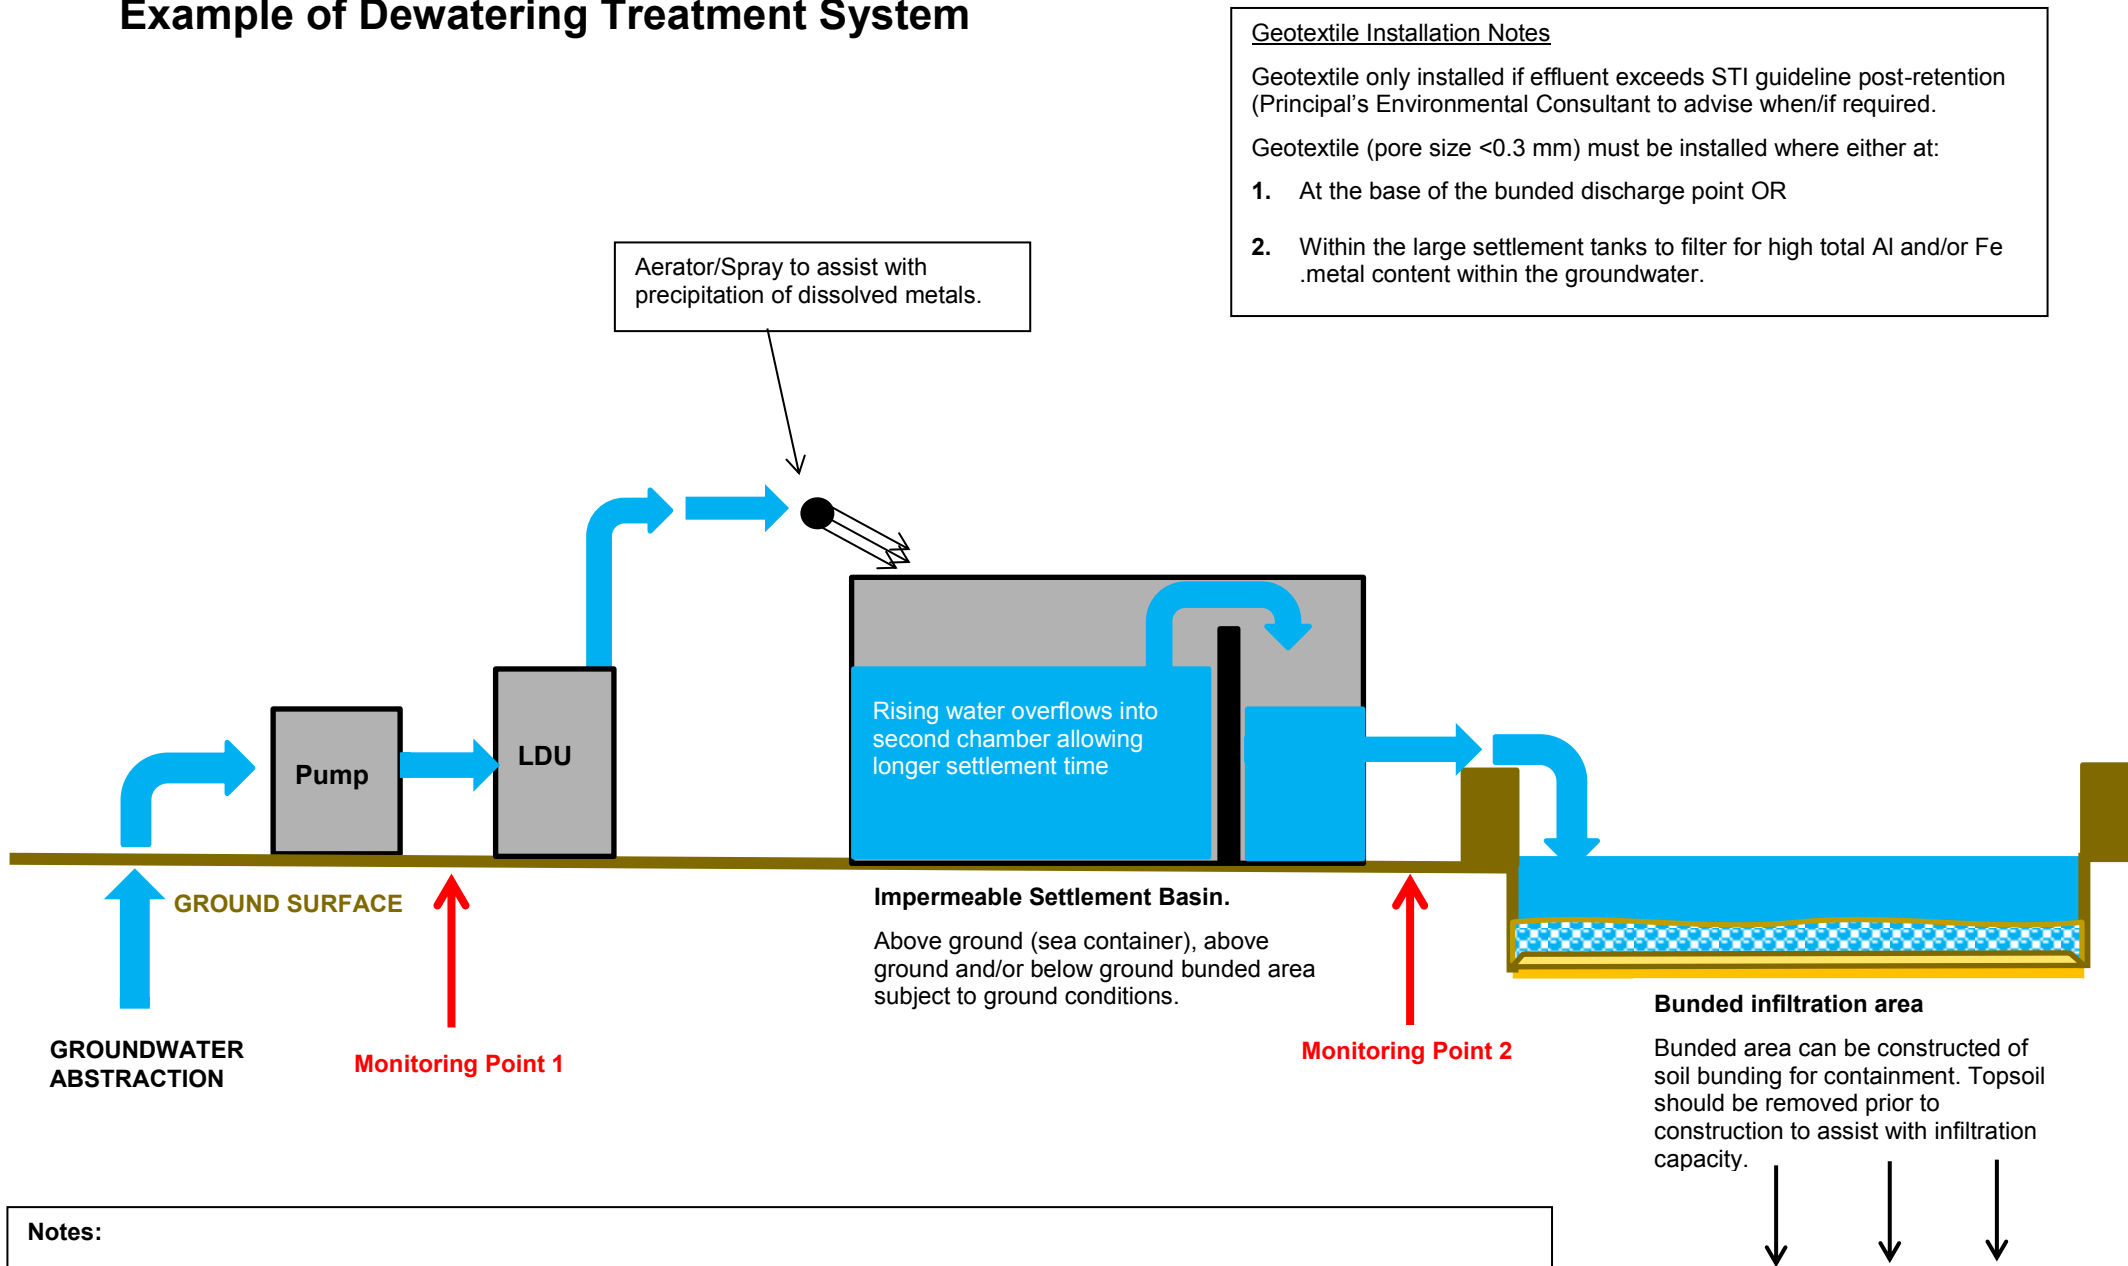 Example of Dewatering Treatment System
Geotextile Installation Notes
Geotextile only installed if effluent exceeds STI guideline post-retention
(Principal's Environmental Consultant to advise when/if required.
Geotextile (pore size <0.3 mm) must be installed where either at:
1. At the base of the bunded discharge point OR
2. Within the large settlement tanks to filter for high total Al and/or Fe
.metal content within the groundwater.
Aerator/Spray to assist with
precipitation of dissolved metals.
Pump
LDU
Rising water overflows into
second chamber allowing
longer settlement time
GROUND SURFACE
GROUNDWATER
ABSTRACTION
Monitoring Point 1
Impermeable Settlement Basin.
Above ground (sea container), above
ground and/or below ground bunded area
subject to ground conditions.
Monitoring Point 2
Bunded infiltration area
Bunded area can be constructed of
soil bunding for containment. Topsoil
should be removed prior to
construction to assist with infiltration
capacity.
Notes: